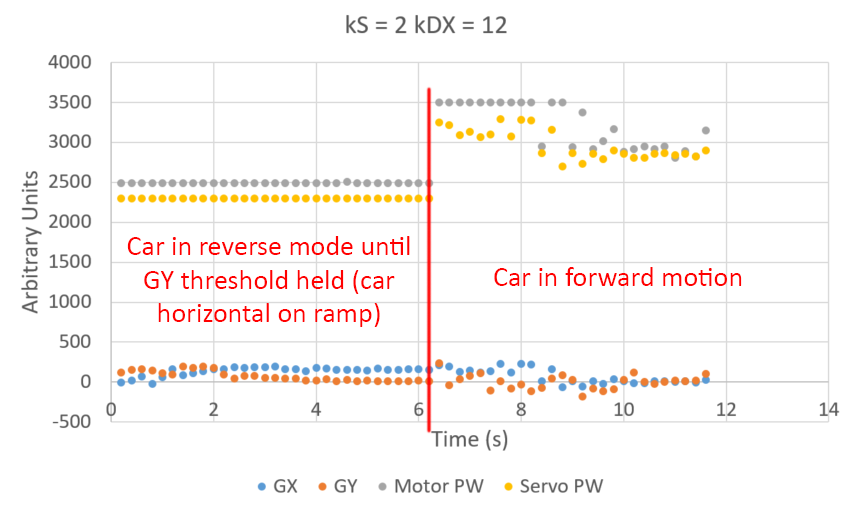 kS = 2 kDX = 12
4000
3500
3000
2500
2000
1500
1000
500
0
-500
Arbitrary Units
Car in reverse mode until
GY threshold held (car
horizontal on ramp)
Car in forward motion
0 2 4 6 8 10 12 14
Time (s)
GX GY Motor PW Servo PW